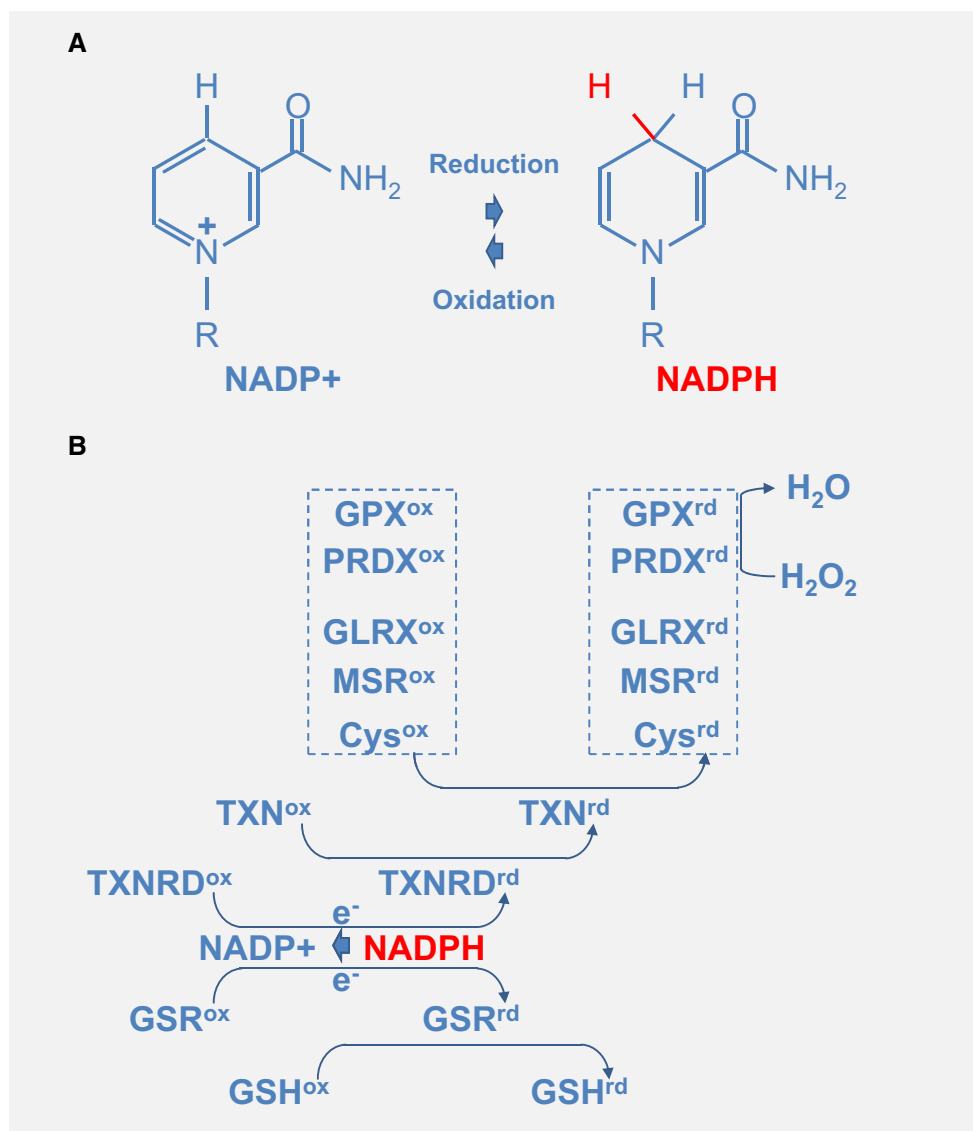 A
H
O
NH₂
+
N
R
NADP+
Reduction
Oxidation
H H
O
NH₂
N
R
NADPH
B
GPXᵒˣ GPXʳᵈ H₂O
PRDXᵒˣ PRDXʳᵈ H₂O₂
GLRXᵒˣ GLRXʳᵈ
MSRᵒˣ MSRʳᵈ
Cysᵒˣ Cysʳᵈ
TXNᵒˣ TXNʳᵈ
TXNRDᵒˣ TXNRDʳᵈ
e⁻
NADP+ NADPH
e⁻
GSRᵒˣ GSRʳᵈ
GSHᵒˣ GSHʳᵈ